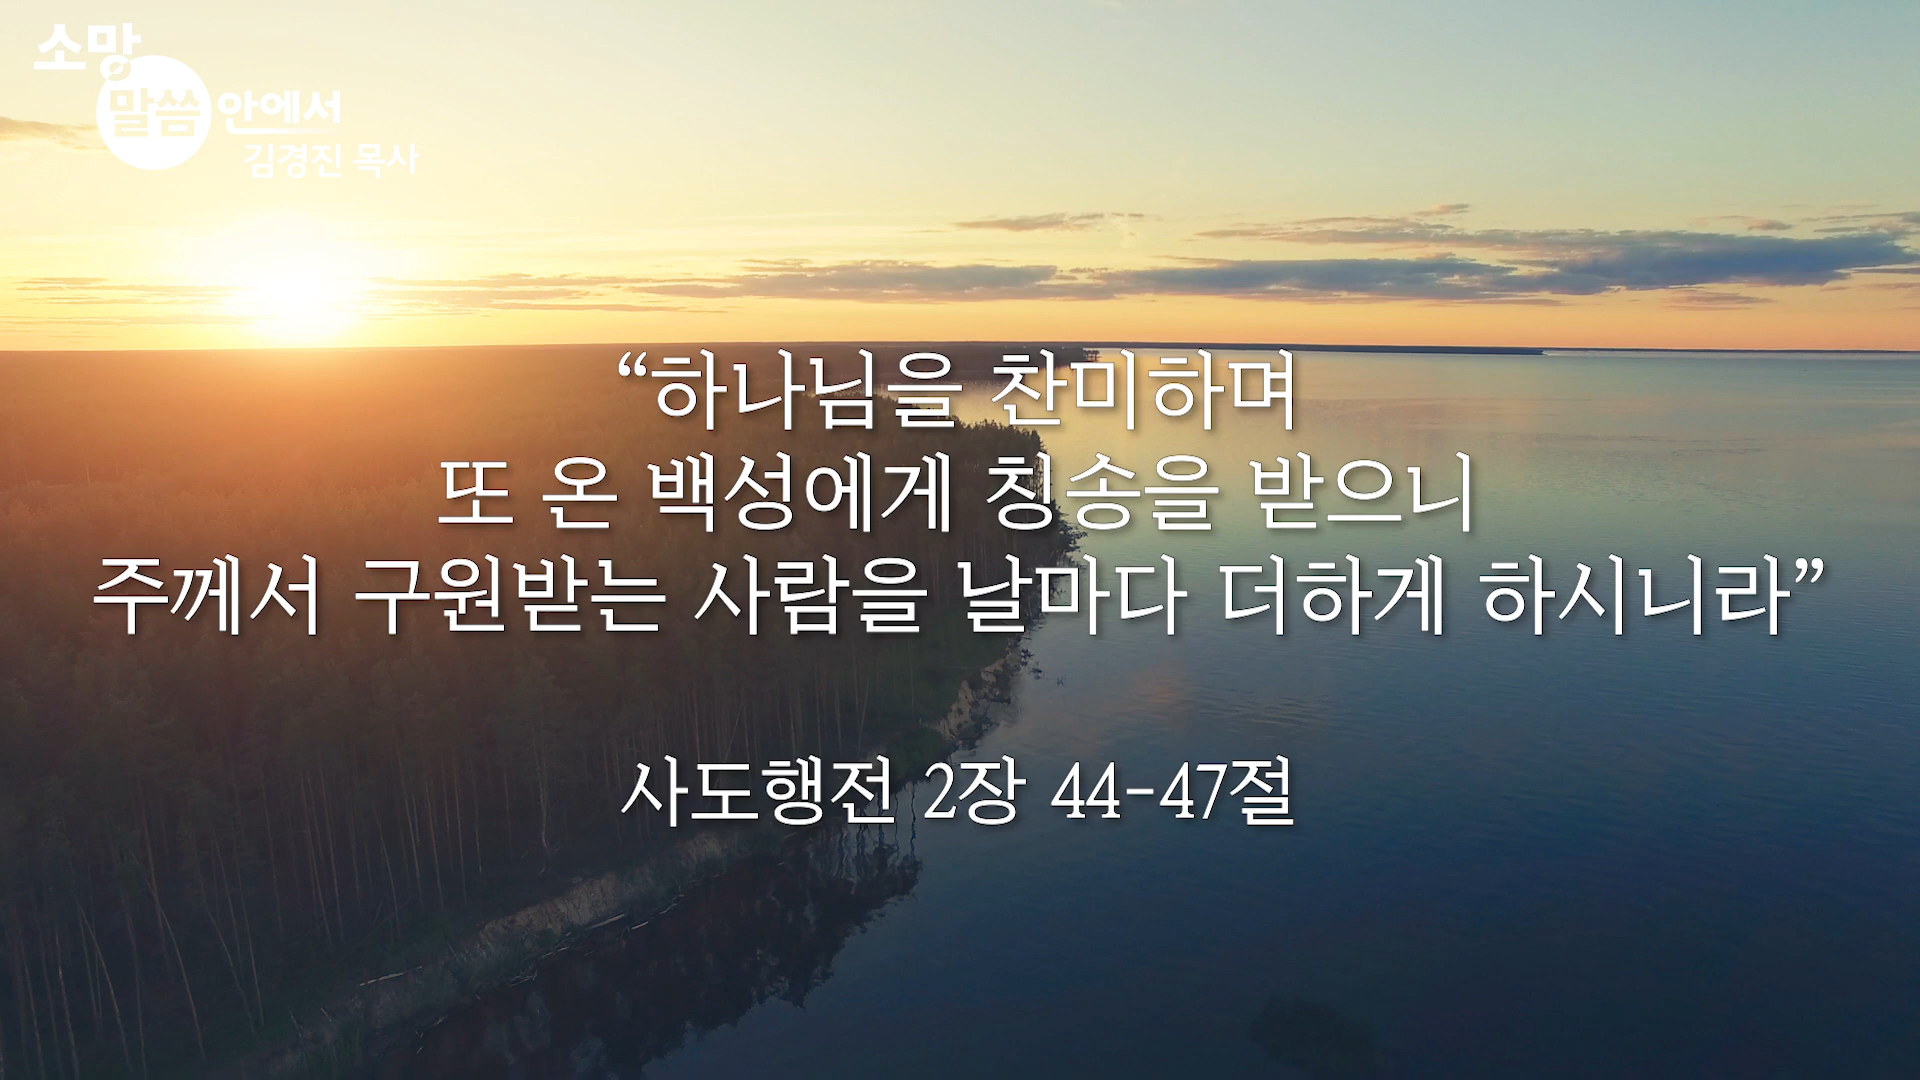 소망
말씀 안에서
김경진 목사
“하나님을 찬미하며
또 온 백성에게 칭송을 받으니
주께서 구원받는 사람을 날마다 더하게 하시니라”
사도행전 2장 44-47절